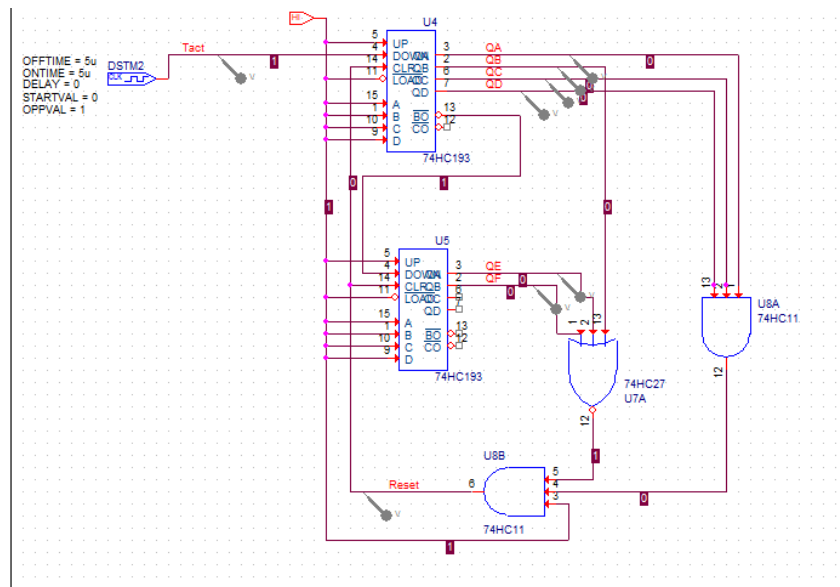 HI
U4
Tact
5
4
14
11
UP
DOWN
CLR
LOAD
QA
QB
QC
QD
3
2
6
7
QA
QB
QC
QD
1
0
0
0
DSTM2
CLK
OFFTIME = 5u
ONTIME = 5u
DELAY = 0
STARTVAL = 0
OPPVAL = 1
V
V
15
1
10
9
A
B
C
D
BO
CO
13
12
74HC193
0
1
1
0
U5
5
4
14
11
UP
DOWN
CLR
LOAD
QA
QB
QC
QD
3
2
6
7
QE
QF
0
0
V
V
15
1
10
9
A
B
C
D
BO
CO
13
12
74HC193
13
2
1
U8A
74HC11
12
1
2
13
74HC27
U7A
12
1
U8B
Reset
6
5
4
3
0
V
74HC11
1